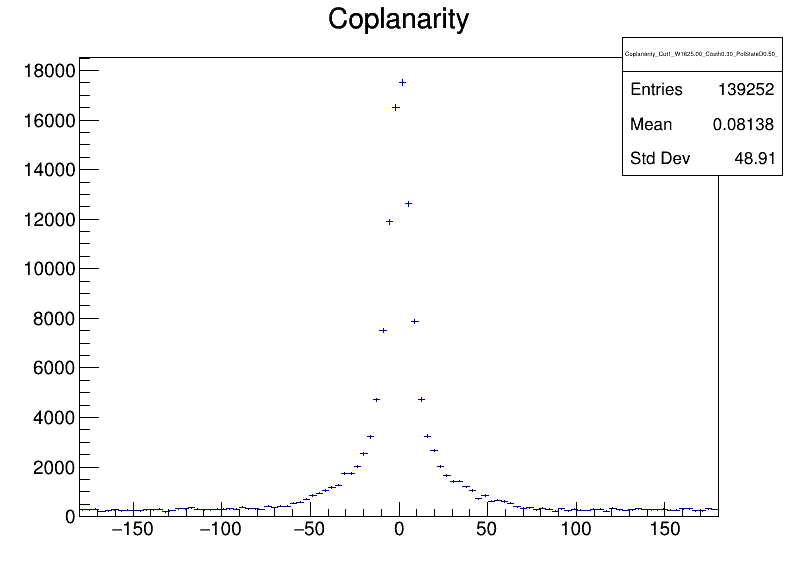 Coplanarity
Coplanarity_Cut1_W1625.00_Costh0.30_PolStateD0.50_
Entries 139252
Mean 0.08138
Std Dev 48.91
18000
16000
14000
12000
10000
8000
6000
4000
2000
0
−150 −100 −50 0 50 100 150